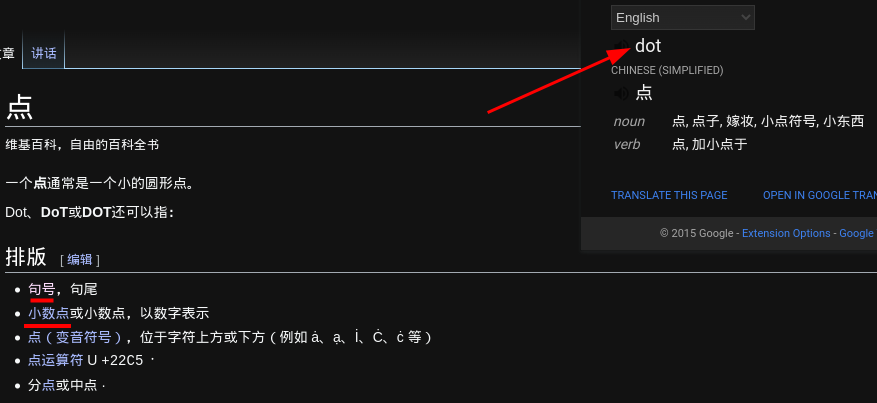 章 讲话
点
维基百科，自由的百科全书
一个点通常是一个小的圆形点。
Dot、DoT或DOT还可以指：
排版 [ 编辑 ]
• 句号，句尾
• 小数点或小数点，以数字表示
• 点（变音符号），位于字符上方或下方（例如 ȧ、ạ、İ、Ċ、ċ 等）
• 点运算符 U +22C5 ⋅
• 分点或中点 ·
English
dot
CHINESE (SIMPLIFIED)
点
noun 点, 点子, 嫁妆, 小点符号, 小东西
verb 点, 加小点于
TRANSLATE THIS PAGE OPEN IN GOOGLE TRAN
© 2015 Google - Extension Options - Google